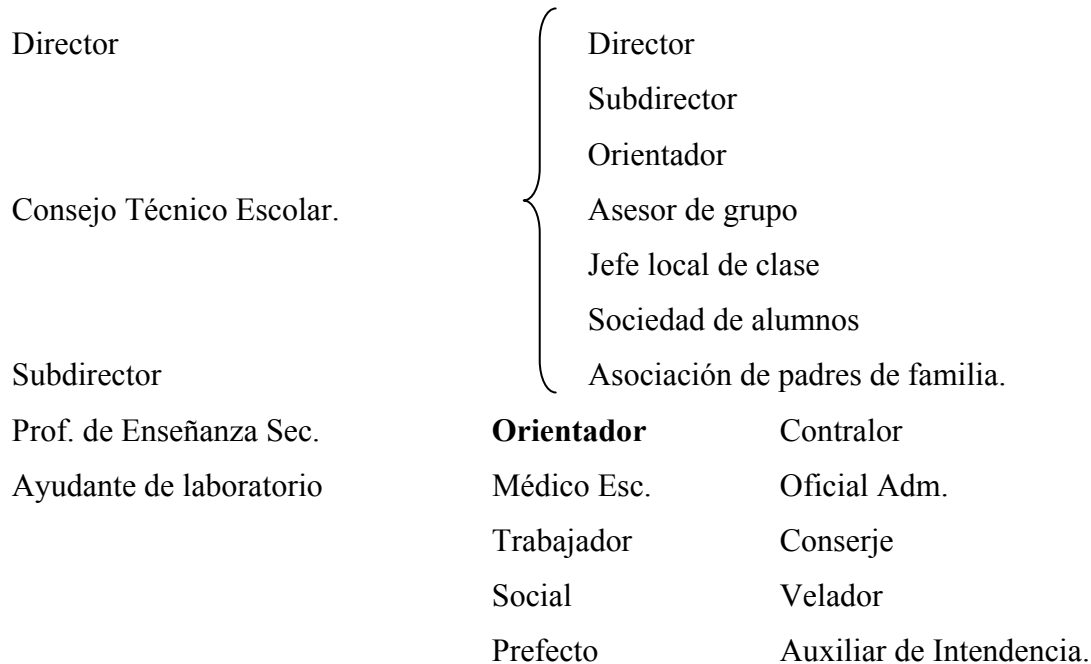 Director Director
Subdirector
Orientador
Consejo Técnico Escolar. Asesor de grupo
Jefe local de clase
Sociedad de alumnos
Subdirector Asociación de padres de familia.
Prof. de Enseñanza Sec. Orientador Contralor
Ayudante de laboratorio Médico Esc. Oficial Adm.
Trabajador Conserje
Social Velador
Prefecto Auxiliar de Intendencia.